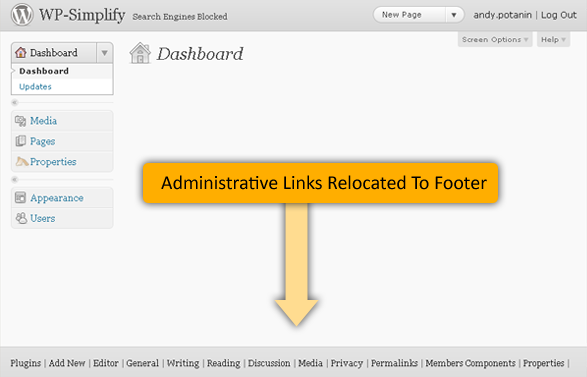 WP-Simplify Search Engines Blocked
New Page
andy.potanin | Log Out
Screen Options Help
Dashboard
Dashboard
Dashboard
Updates
Media
Pages
Properties
Administrative Links Relocated To Footer
Appearance
Users
Plugins | Add New | Editor | General | Writing | Reading | Discussion | Media | Privacy | Permalinks | Members Components | Properties |